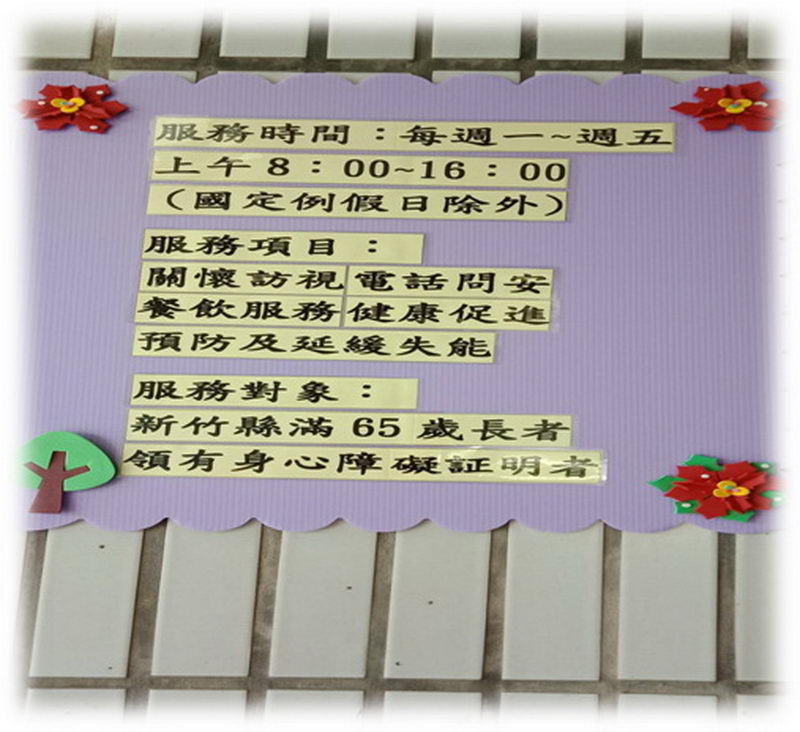 服務時間：每週一~週五
上午8：00~16：00
（國定例假日除外）
服務項目：
關懷訪視 電話問安
餐飲服務 健康促進
預防及延緩失能
服務對象：
新竹縣滿65歲長者
領有身心障礙証明者